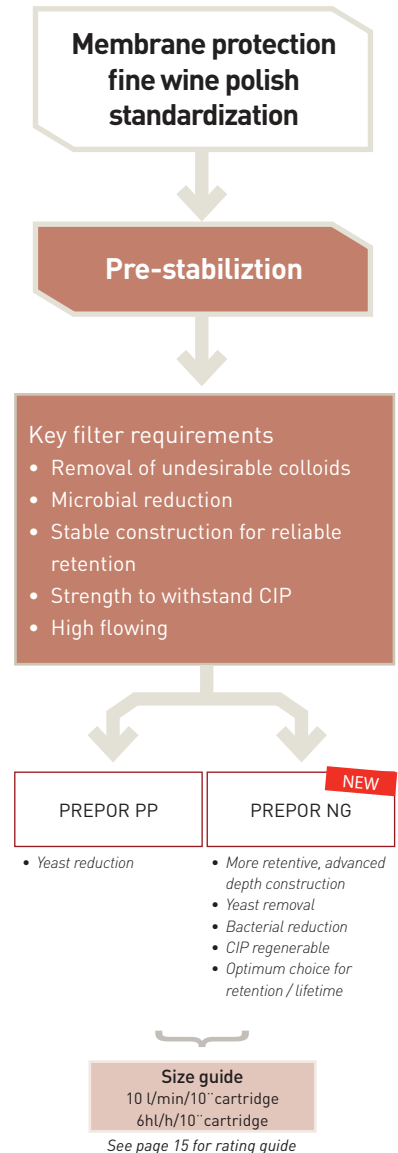 Membrane protection
fine wine polish
standardization
Pre-stabiliztion
Key filter requirements
• Removal of undesirable colloids
• Microbial reduction
• Stable construction for reliable
retention
• Strength to withstand CIP
• High flowing
PREPOR PP
• Yeast reduction
NEW
PREPOR NG
• More retentive, advanced
depth construction
• Yeast removal
• Bacterial reduction
• CIP regenerable
• Optimum choice for
retention / lifetime
Size guide
10 l/min/10¨cartridge
6hl/h/10¨cartridge
See page 15 for rating guide